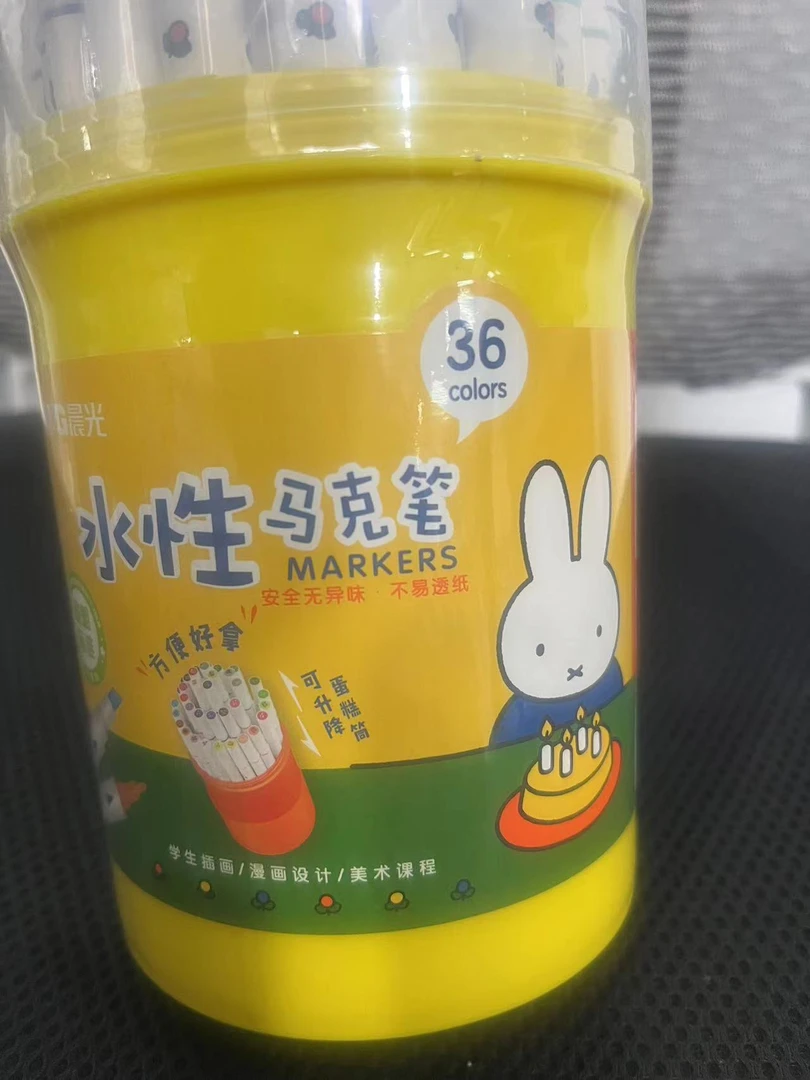 36
colors
晨光
水性马克笔
MARKERS
安全无异味 不易透纸
方便好拿
可升降
蛋糕筒
学生插画/漫画设计/美术课程